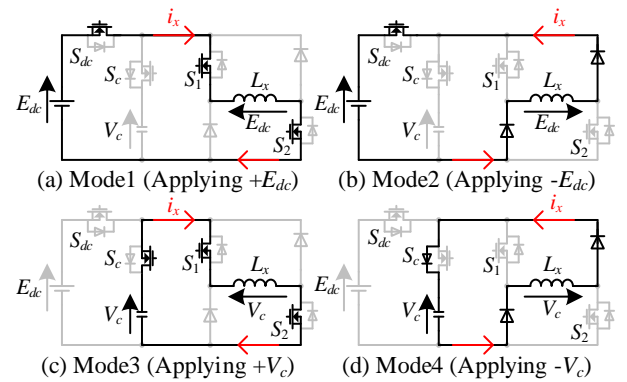 i_x
S_dc
S_c
S_1
L_x
E_dc
V_c
E_dc
S_2
(a) Mode1 (Applying +E_dc)
i_x
S_dc
S_c
S_1
L_x
E_dc
V_c
E_dc
S_2
(b) Mode2 (Applying -E_dc)
i_x
S_dc
S_c
S_1
L_x
E_dc
V_c
V_c
S_2
(c) Mode3 (Applying +V_c)
i_x
S_dc
S_c
S_1
L_x
E_dc
V_c
V_c
S_2
(d) Mode4 (Applying -V_c)